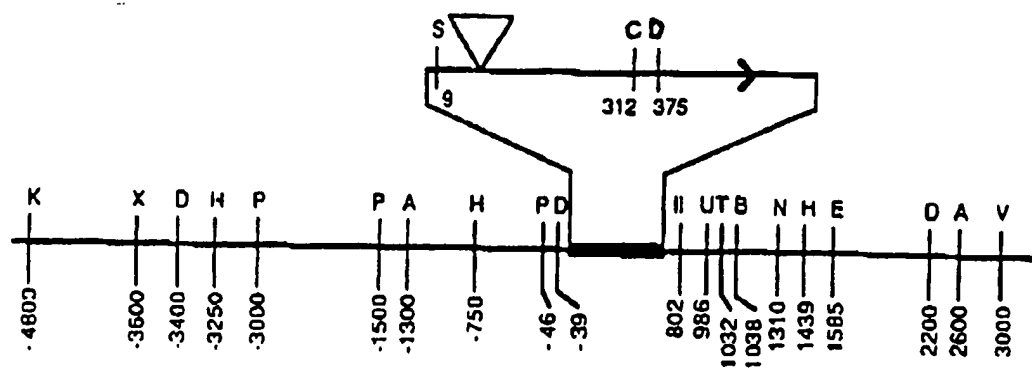 S C D
9 312 375
K X D H P P A H P D II U T B N H E D A V
-4800 -3600 -3400 -3250 -3000 -1500 -1300 -750 -46 -39 802 986 1032 1038 1310 1439 1585 2200 2600 3000